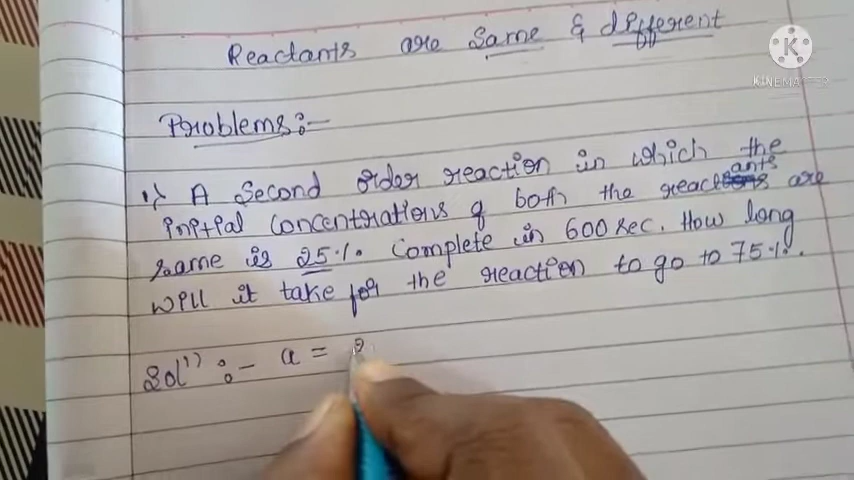 Reactants are same & different
KINEMASTER
Problems:-
1) A Second order reaction in which the
initial concentrations of both the reactants are
same is 25% complete in 600 sec. How long
will it take for the reaction to go to 75%.
Sol) :- a =